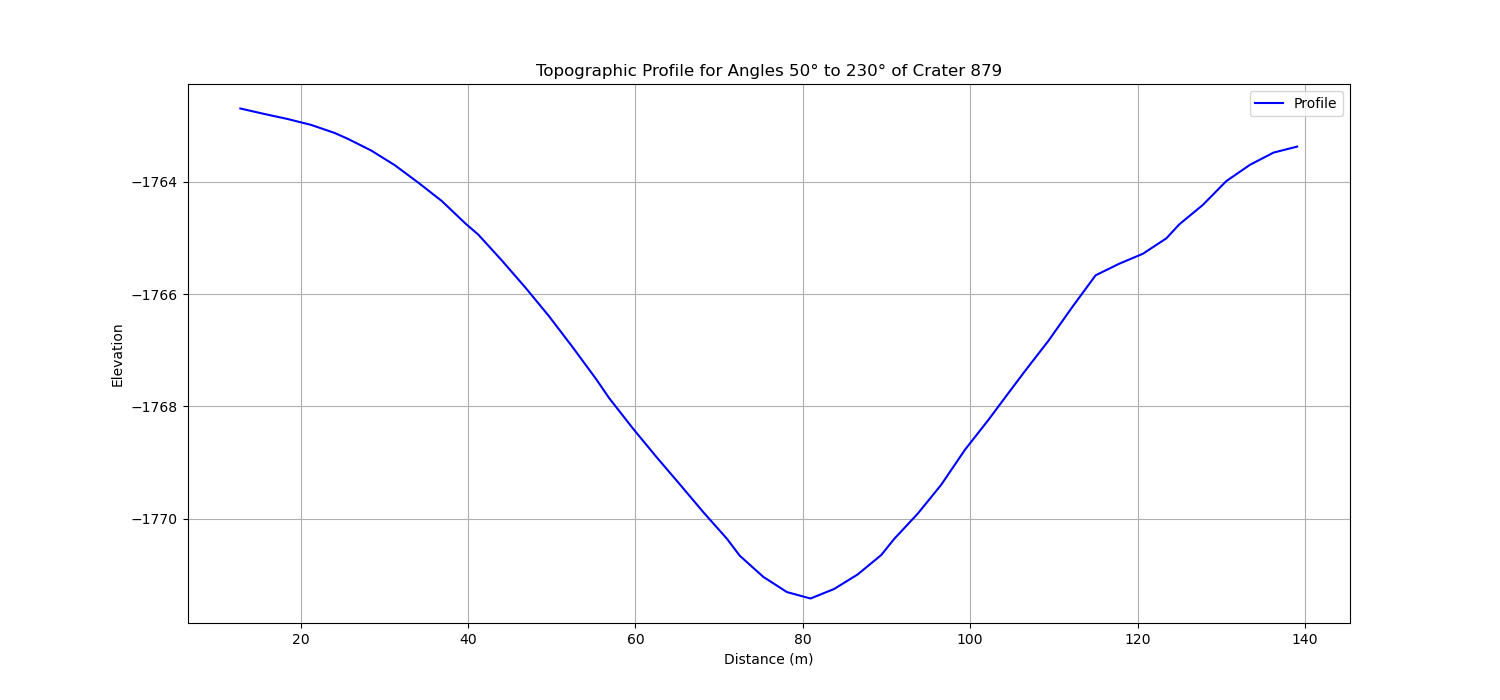 Topographic Profile for Angles 50° to 230° of Crater 879
Profile
−1764
−1766
−1768
−1770
Elevation
20 40 60 80 100 120 140
Distance (m)